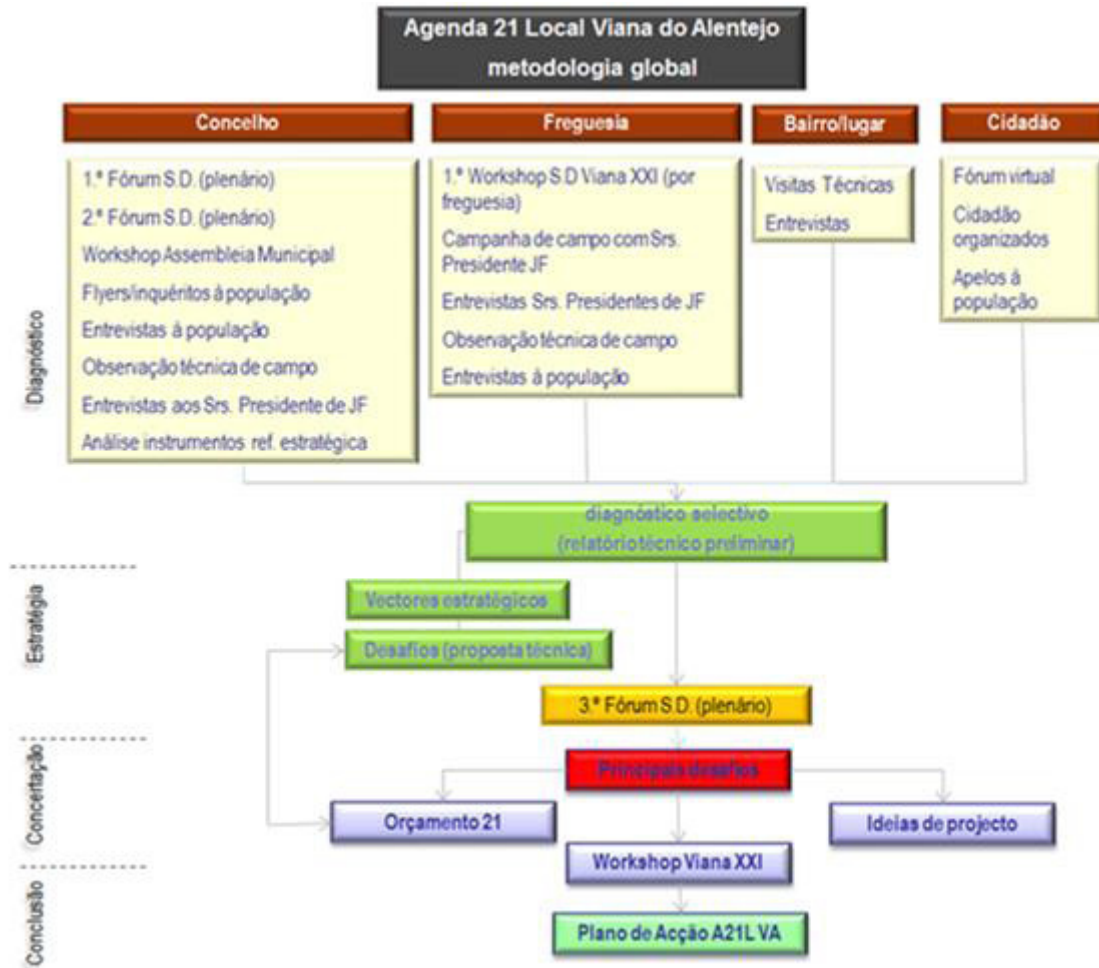 Agenda 21 Local Viana do Alentejo
metodologia global
Concelho
Freguesia
Bairro/lugar
Cidadão
Diagnóstico
1.º Fórum S.D. (plenário)
2.º Fórum S.D. (plenário)
Workshop Assembleia Municipal
Flyers/inquéritos à população
Entrevistas à população
Observação técnica de campo
Entrevistas aos Srs. Presidente de JF
Análise instrumentos ref. estratégica
1.º Workshop S.D Viana XXI (por
freguesia)
Campanha de campo com Srs.
Presidente JF
Entrevistas Srs. Presidentes de JF
Observação técnica de campo
Entrevistas à população
Visitas Técnicas
Entrevistas
Fórum virtual
Cidadão
organizados
Apelos à
população
diagnóstico selectivo
(relatório técnico preliminar)
Estratégia
Vectores estratégicos
Desafios (proposta técnica)
3.º Fórum S.D. (plenário)
Concertação
Principais desafios
Orçamento 21
Ideias de projecto
Workshop Viana XXI
Conclusão
Plano de Acção A21L VA